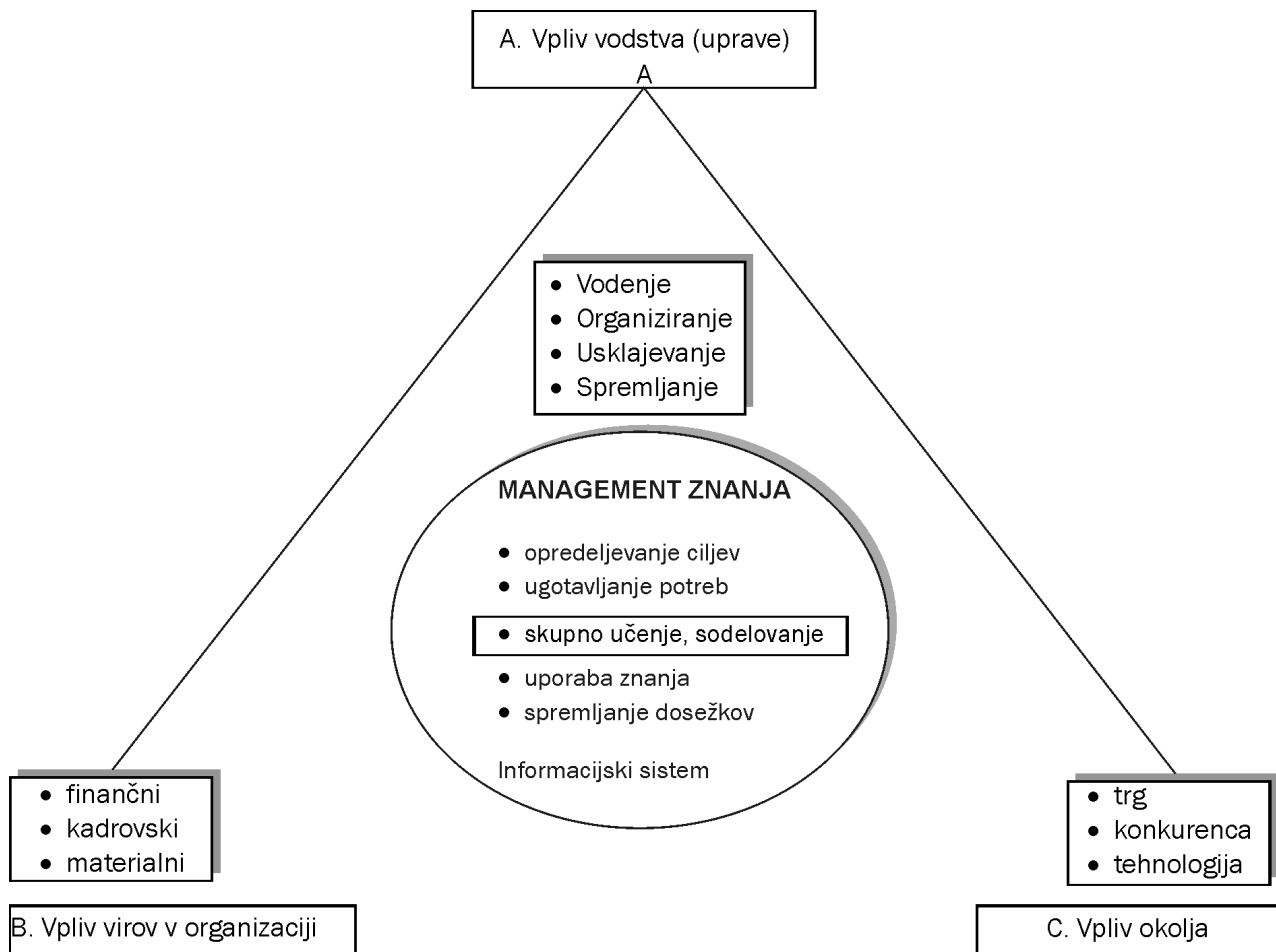 A. Vpliv vodstva (uprave)
A
• Vodenje
• Organiziranje
• Usklajevanje
• Spremljanje
MANAGEMENT ZNANJA
• opredeljevanje ciljev
• ugotavljanje potreb
• skupno učenje, sodelovanje
• uporaba znanja
• spremljanje dosežkov
Informacijski sistem
• finančni
• kadrovski
• materialni
B. Vpliv virov v organizaciji
• trg
• konkurenca
• tehnologija
C. Vpliv okolja